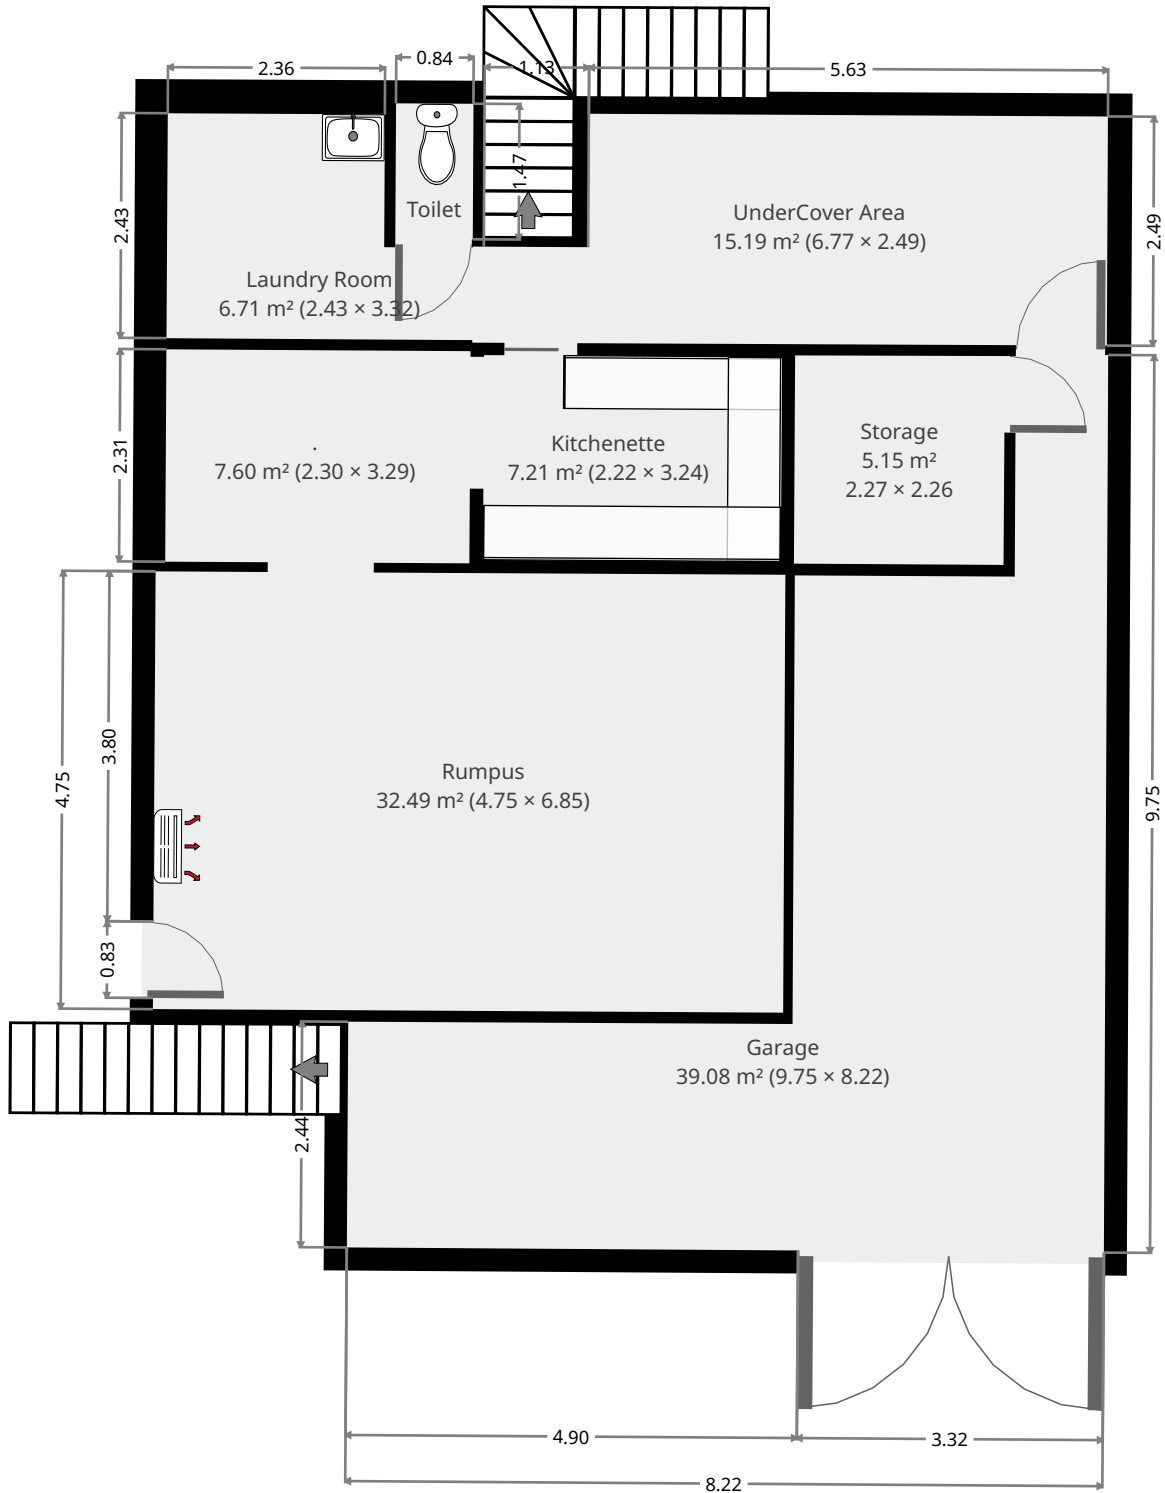 0.84
2.36
1.13
5.63
2.43
1.47
2.49
Toilet
UnderCover Area
15.19 m² (6.77 × 2.49)
Laundry Room
6.71 m² (2.43 × 3.32)
2.31
.
7.60 m² (2.30 × 3.29)
Kitchenette
7.21 m² (2.22 × 3.24)
Storage
5.15 m²
2.27 × 2.26
3.80
4.75
Rumpus
32.49 m² (4.75 × 6.85)
9.75
0.83
Garage
39.08 m² (9.75 × 8.22)
2.44
4.90
3.32
8.22